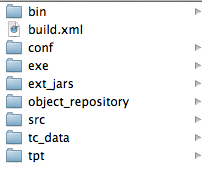 bin
build.xml
conf
exe
ext_jars
object_repository
src
tc_data
tpt